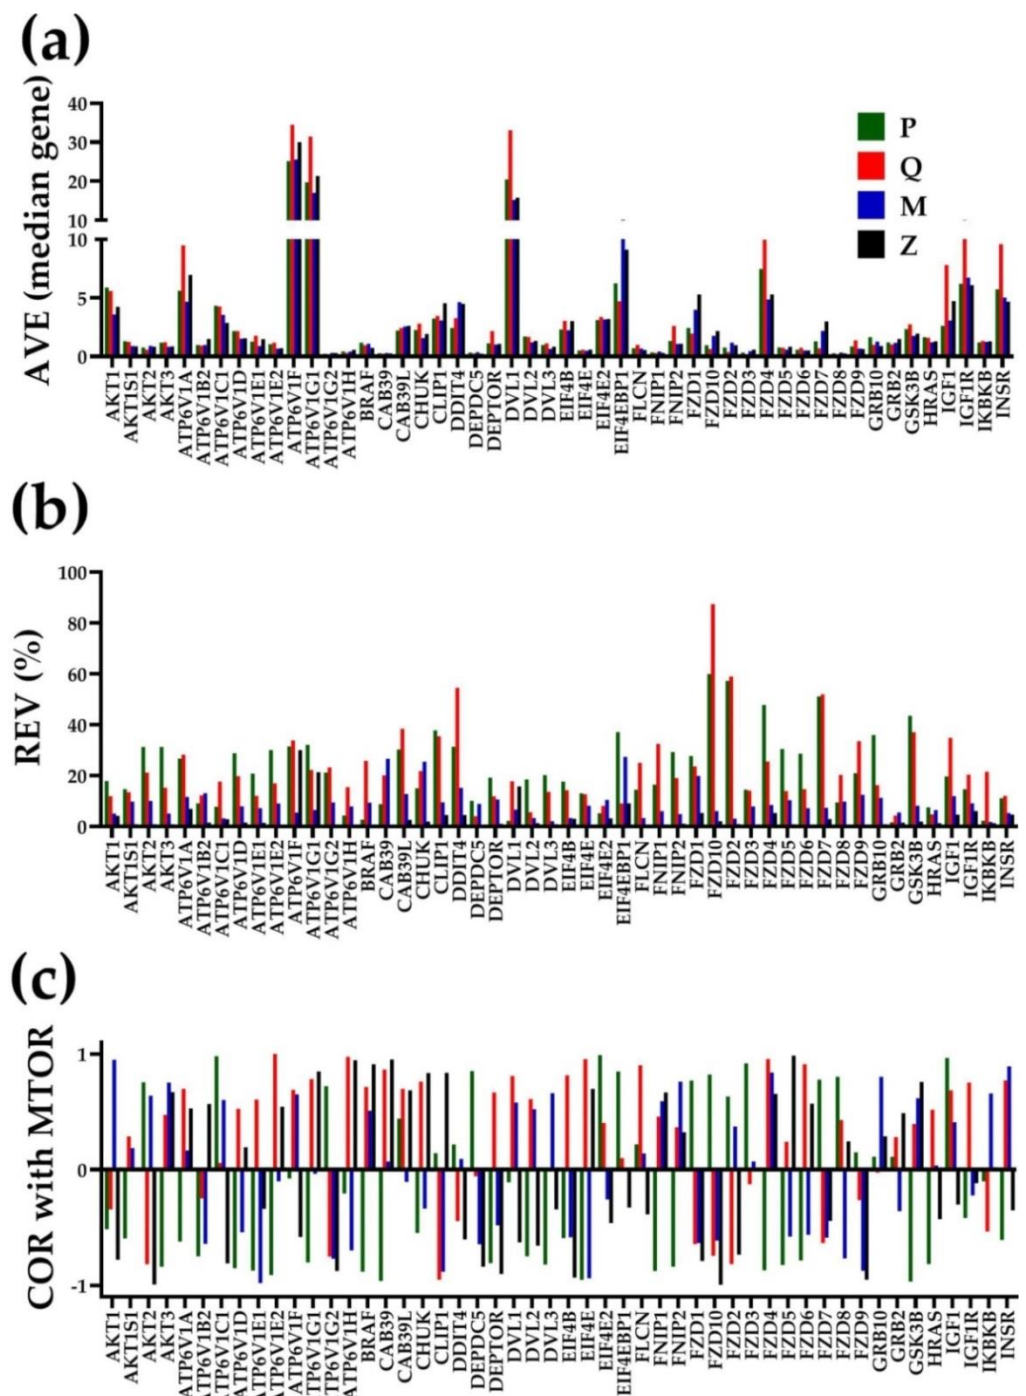 (a)
AVE (median gene)
40
30
20
10
10
5
0
P
Q
M
Z
AKT1
AKT1S1
AKT2
AKT3
ATP6V1A
ATP6V1B2
ATP6V1C1
ATP6V1D
ATP6V1E1
ATP6V1E2
ATP6V1F
ATP6V1G1
ATP6V1G2
ATP6V1H
BRAF
CAB39
CAB39L
CHUK
CLIP1
DDIT4
DEPDC5
DEPTOR
DVL1
DVL2
DVL3
EIF4B
EIF4E
EIF4E2
EIF4EBP1
FLCN
FNIP1
FNIP2
FZD1
FZD10
FZD2
FZD3
FZD4
FZD5
FZD6
FZD7
FZD8
FZD9
GRB10
GRB2
GSK3B
HRAS
IGF1
IGF1R
IKBKB
INSR
(b)
REV (%)
100
80
60
40
20
0
AKT1
AKT1S1
AKT2
AKT3
ATP6V1A
ATP6V1B2
ATP6V1C1
ATP6V1D
ATP6V1E1
ATP6V1E2
ATP6V1F
ATP6V1G1
ATP6V1G2
ATP6V1H
BRAF
CAB39
CAB39L
CHUK
CLIP1
DDIT4
DEPDC5
DEPTOR
DVL1
DVL2
DVL3
EIF4B
EIF4E
EIF4E2
EIF4EBP1
FLCN
FNIP1
FNIP2
FZD1
FZD10
FZD2
FZD3
FZD4
FZD5
FZD6
FZD7
FZD8
FZD9
GRB10
GRB2
GSK3B
HRAS
IGF1
IGF1R
IKBKB
INSR
(c)
COR with MTOR
1
0
-1
AKT1
AKT1S1
AKT2
AKT3
ATP6V1A
ATP6V1B2
ATP6V1C1
ATP6V1D
ATP6V1E1
ATP6V1E2
ATP6V1F
ATP6V1G1
ATP6V1G2
ATP6V1H
BRAF
CAB39
CAB39L
CHUK
CLIP1
DDIT4
DEPDC5
DEPTOR
DVL1
DVL2
DVL3
EIF4B
EIF4E
EIF4E2
EIF4EBP1
FLCN
FNIP1
FNIP2
FZD1
FZD10
FZD2
FZD3
FZD4
FZD5
FZD6
FZD7
FZD8
FZD9
GRB10
GRB2
GSK3B
HRAS
IGF1
IGF1R
IKBKB
INSR